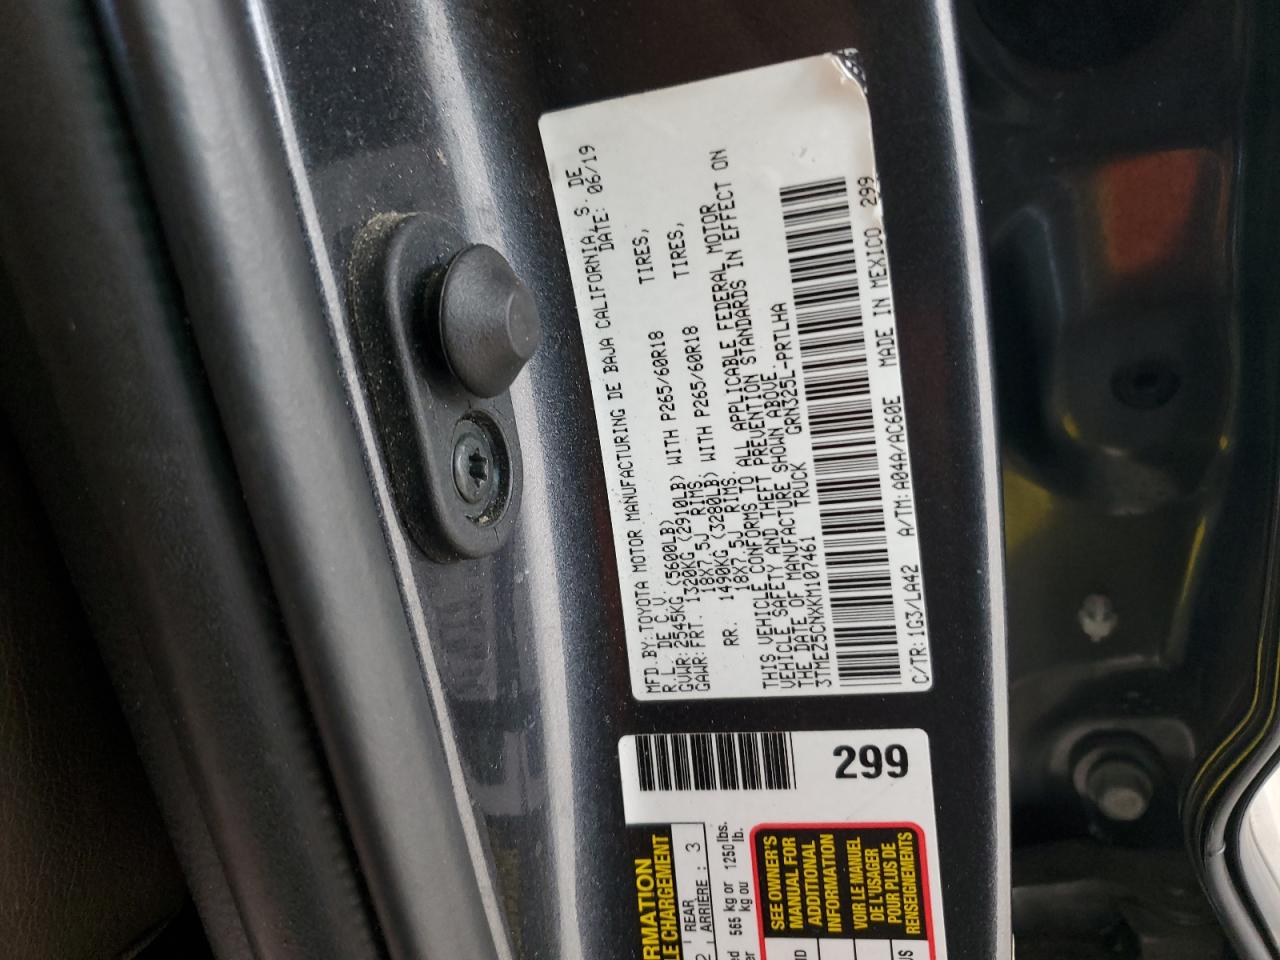 MFD.BY:TOYOTA MOTOR MANUFACTURING DE BAJA CALIFORNIA,S. DE
R.L. DE C.V. DATE: 06/19
GVWR:2545KG(5600LB)
GAWR:FRT. 1320KG (2910LB) WITH P265/60R18 TIRES,
18X7.5J RIMS,
RR. 1490KG (3280LB) WITH P265/60R18 TIRES,
18X7.5J RIMS
THIS VEHICLE CONFORMS TO ALL APPLICABLE FEDERAL MOTOR
VEHICLE SAFETY AND THEFT PREVENTION STANDARDS IN EFFECT ON
THE DATE OF MANUFACTURE SHOWN ABOVE.
3TMEZ5CNXKM107461 TRUCK GRN325L-PRTLHA
C/TR:1G3/LA42 A/TM:A04A/AC60E MADE IN MEXICO 299
299
RMATION
LE CHARGEMENT
2 REAR
ARRIÈRE : 3
565 kg or 1250 lbs.
kg ou lb.
SEE OWNER'S
MANUAL FOR
ADDITIONAL
INFORMATION
VOIR LE MANUEL
DE L'USAGER
POUR PLUS DE
RENSEIGNEMENTS